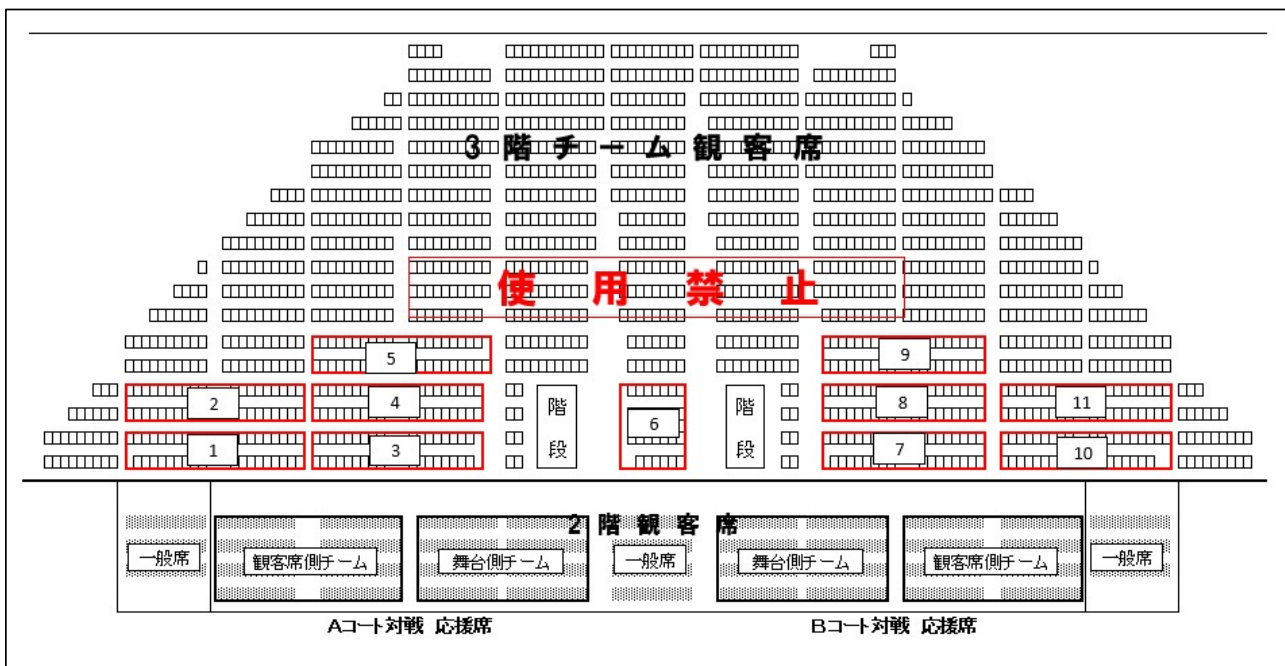 3階チーム観客席
使用禁止
5
9
2
4
階段
6
階段
8
11
1
3
7
10
2階観客席
一般席
観客席側チーム
舞台側チーム
一般席
舞台側チーム
観客席側チーム
一般席
Aコート対戦 応援席
Bコート対戦 応援席